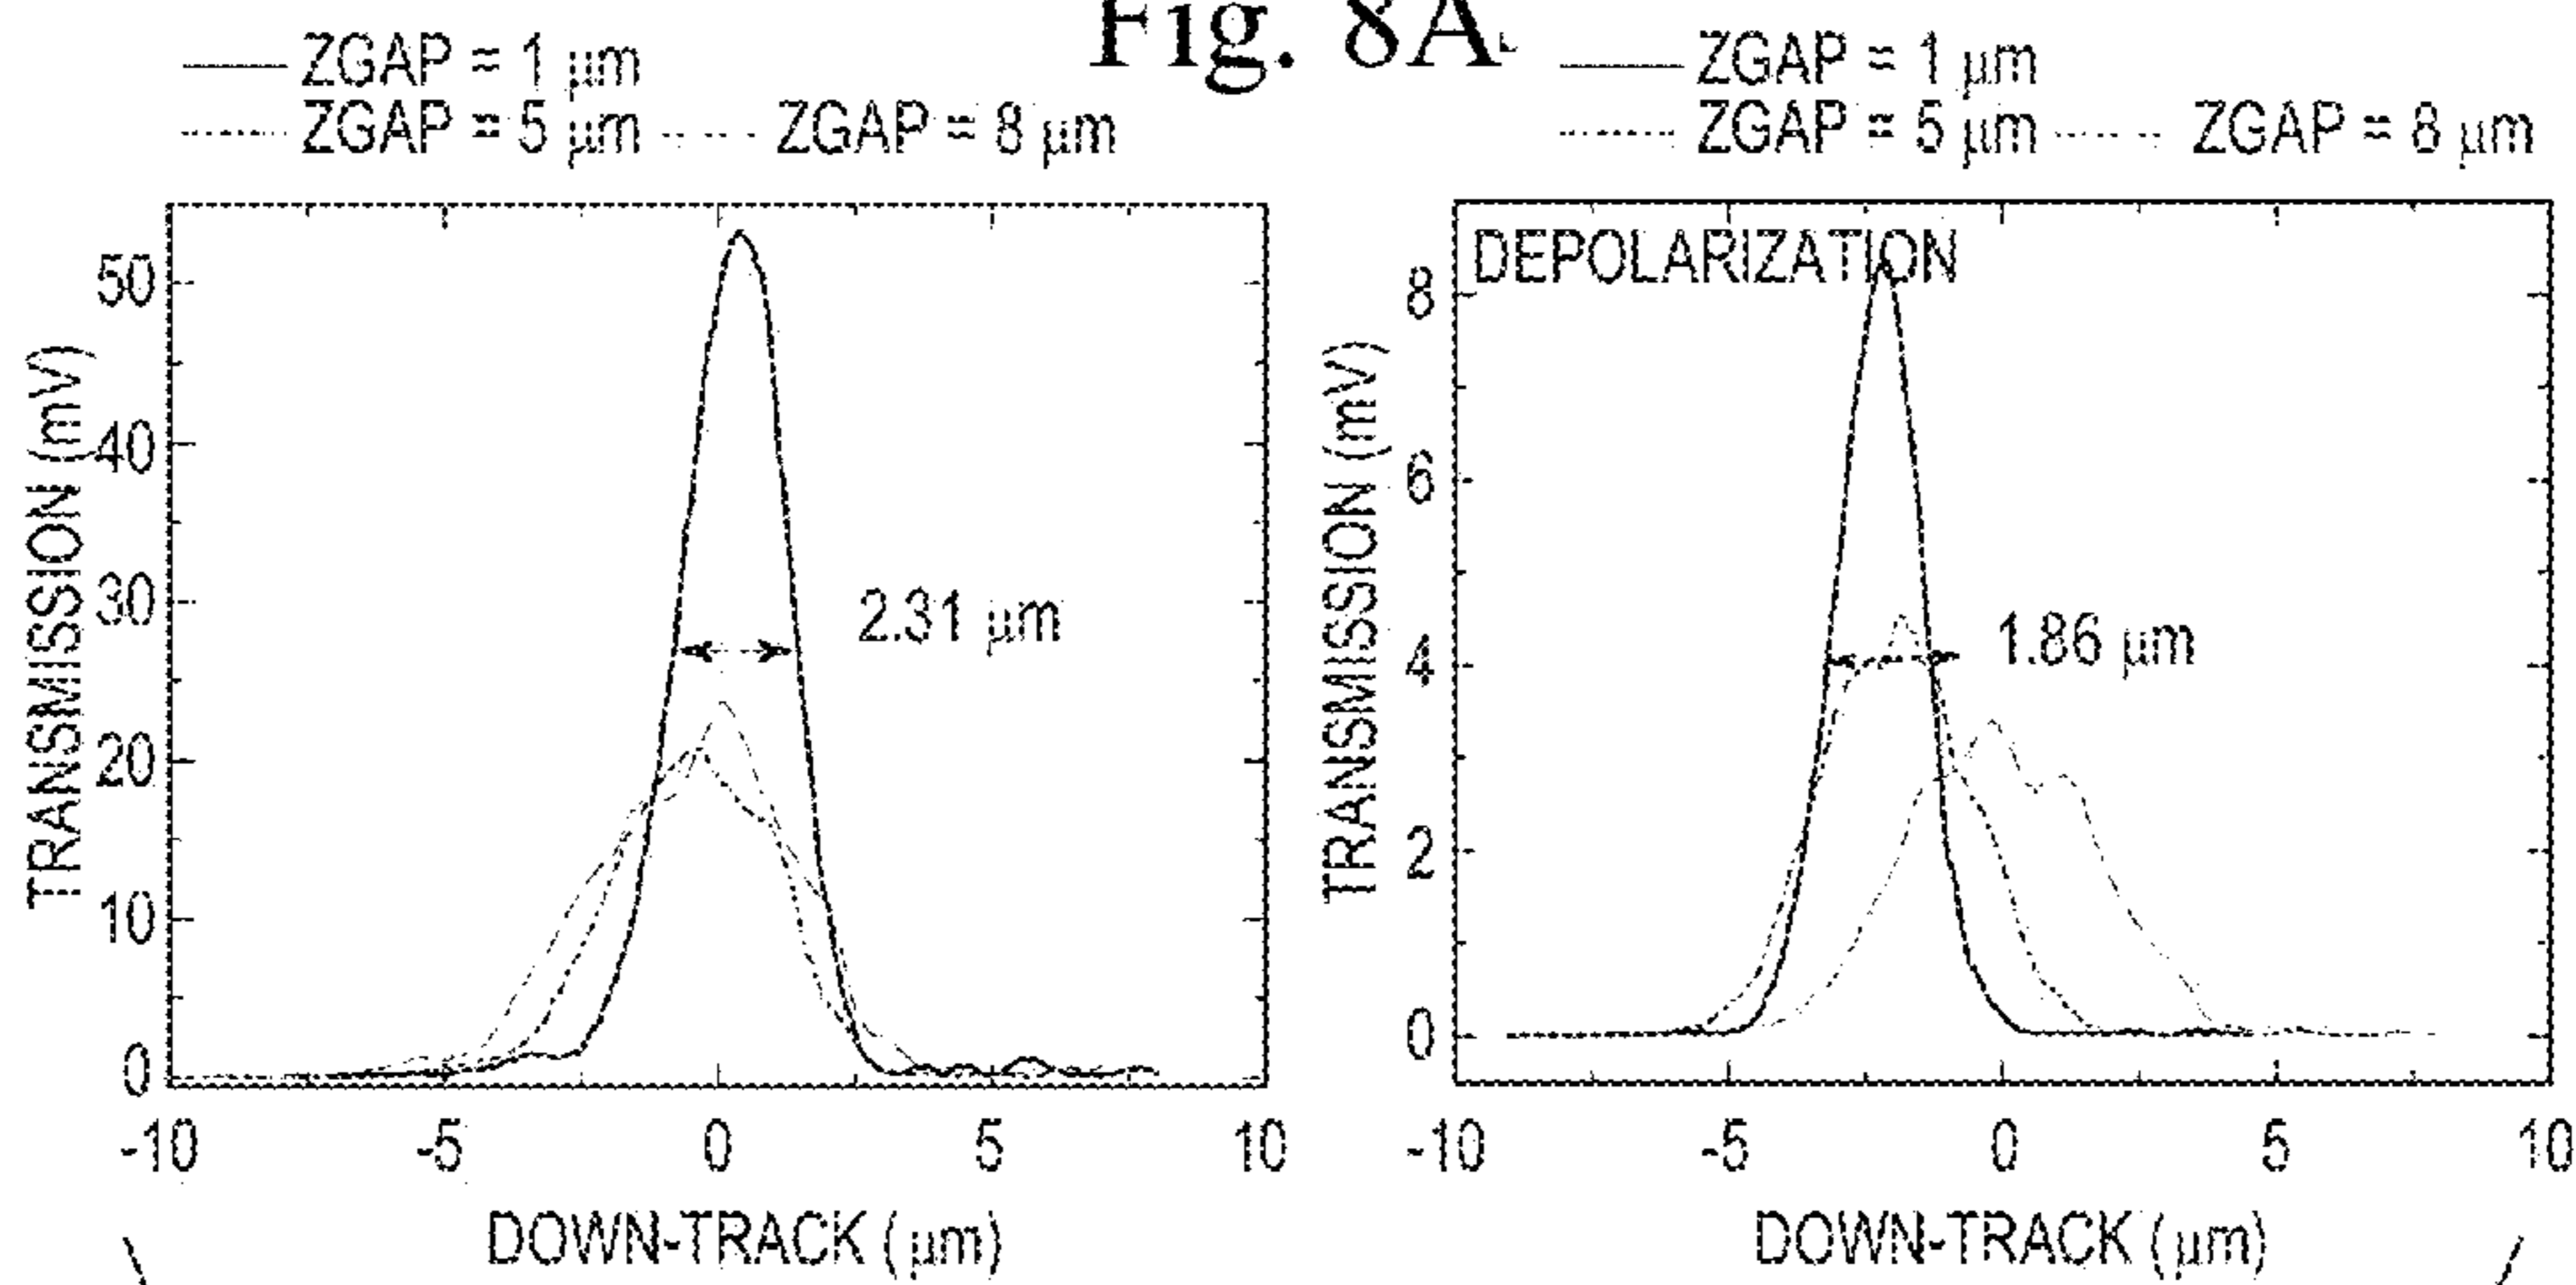 Fig. 8A
ZGAP = 1 µm
ZGAP = 5 µm ZGAP = 8 µm
ZGAP = 1 µm
ZGAP = 5 µm ZGAP = 8 µm
TRANSMISSION (mV)
50
40
30
20
10
0
2.31 µm
-10 -5 0 5 10
DOWN-TRACK (µm)
DEPOLARIZATION
TRANSMISSION (mV)
8
6
4
2
0
1.86 µm
-10 -5 0 5 10
DOWN-TRACK (µm)